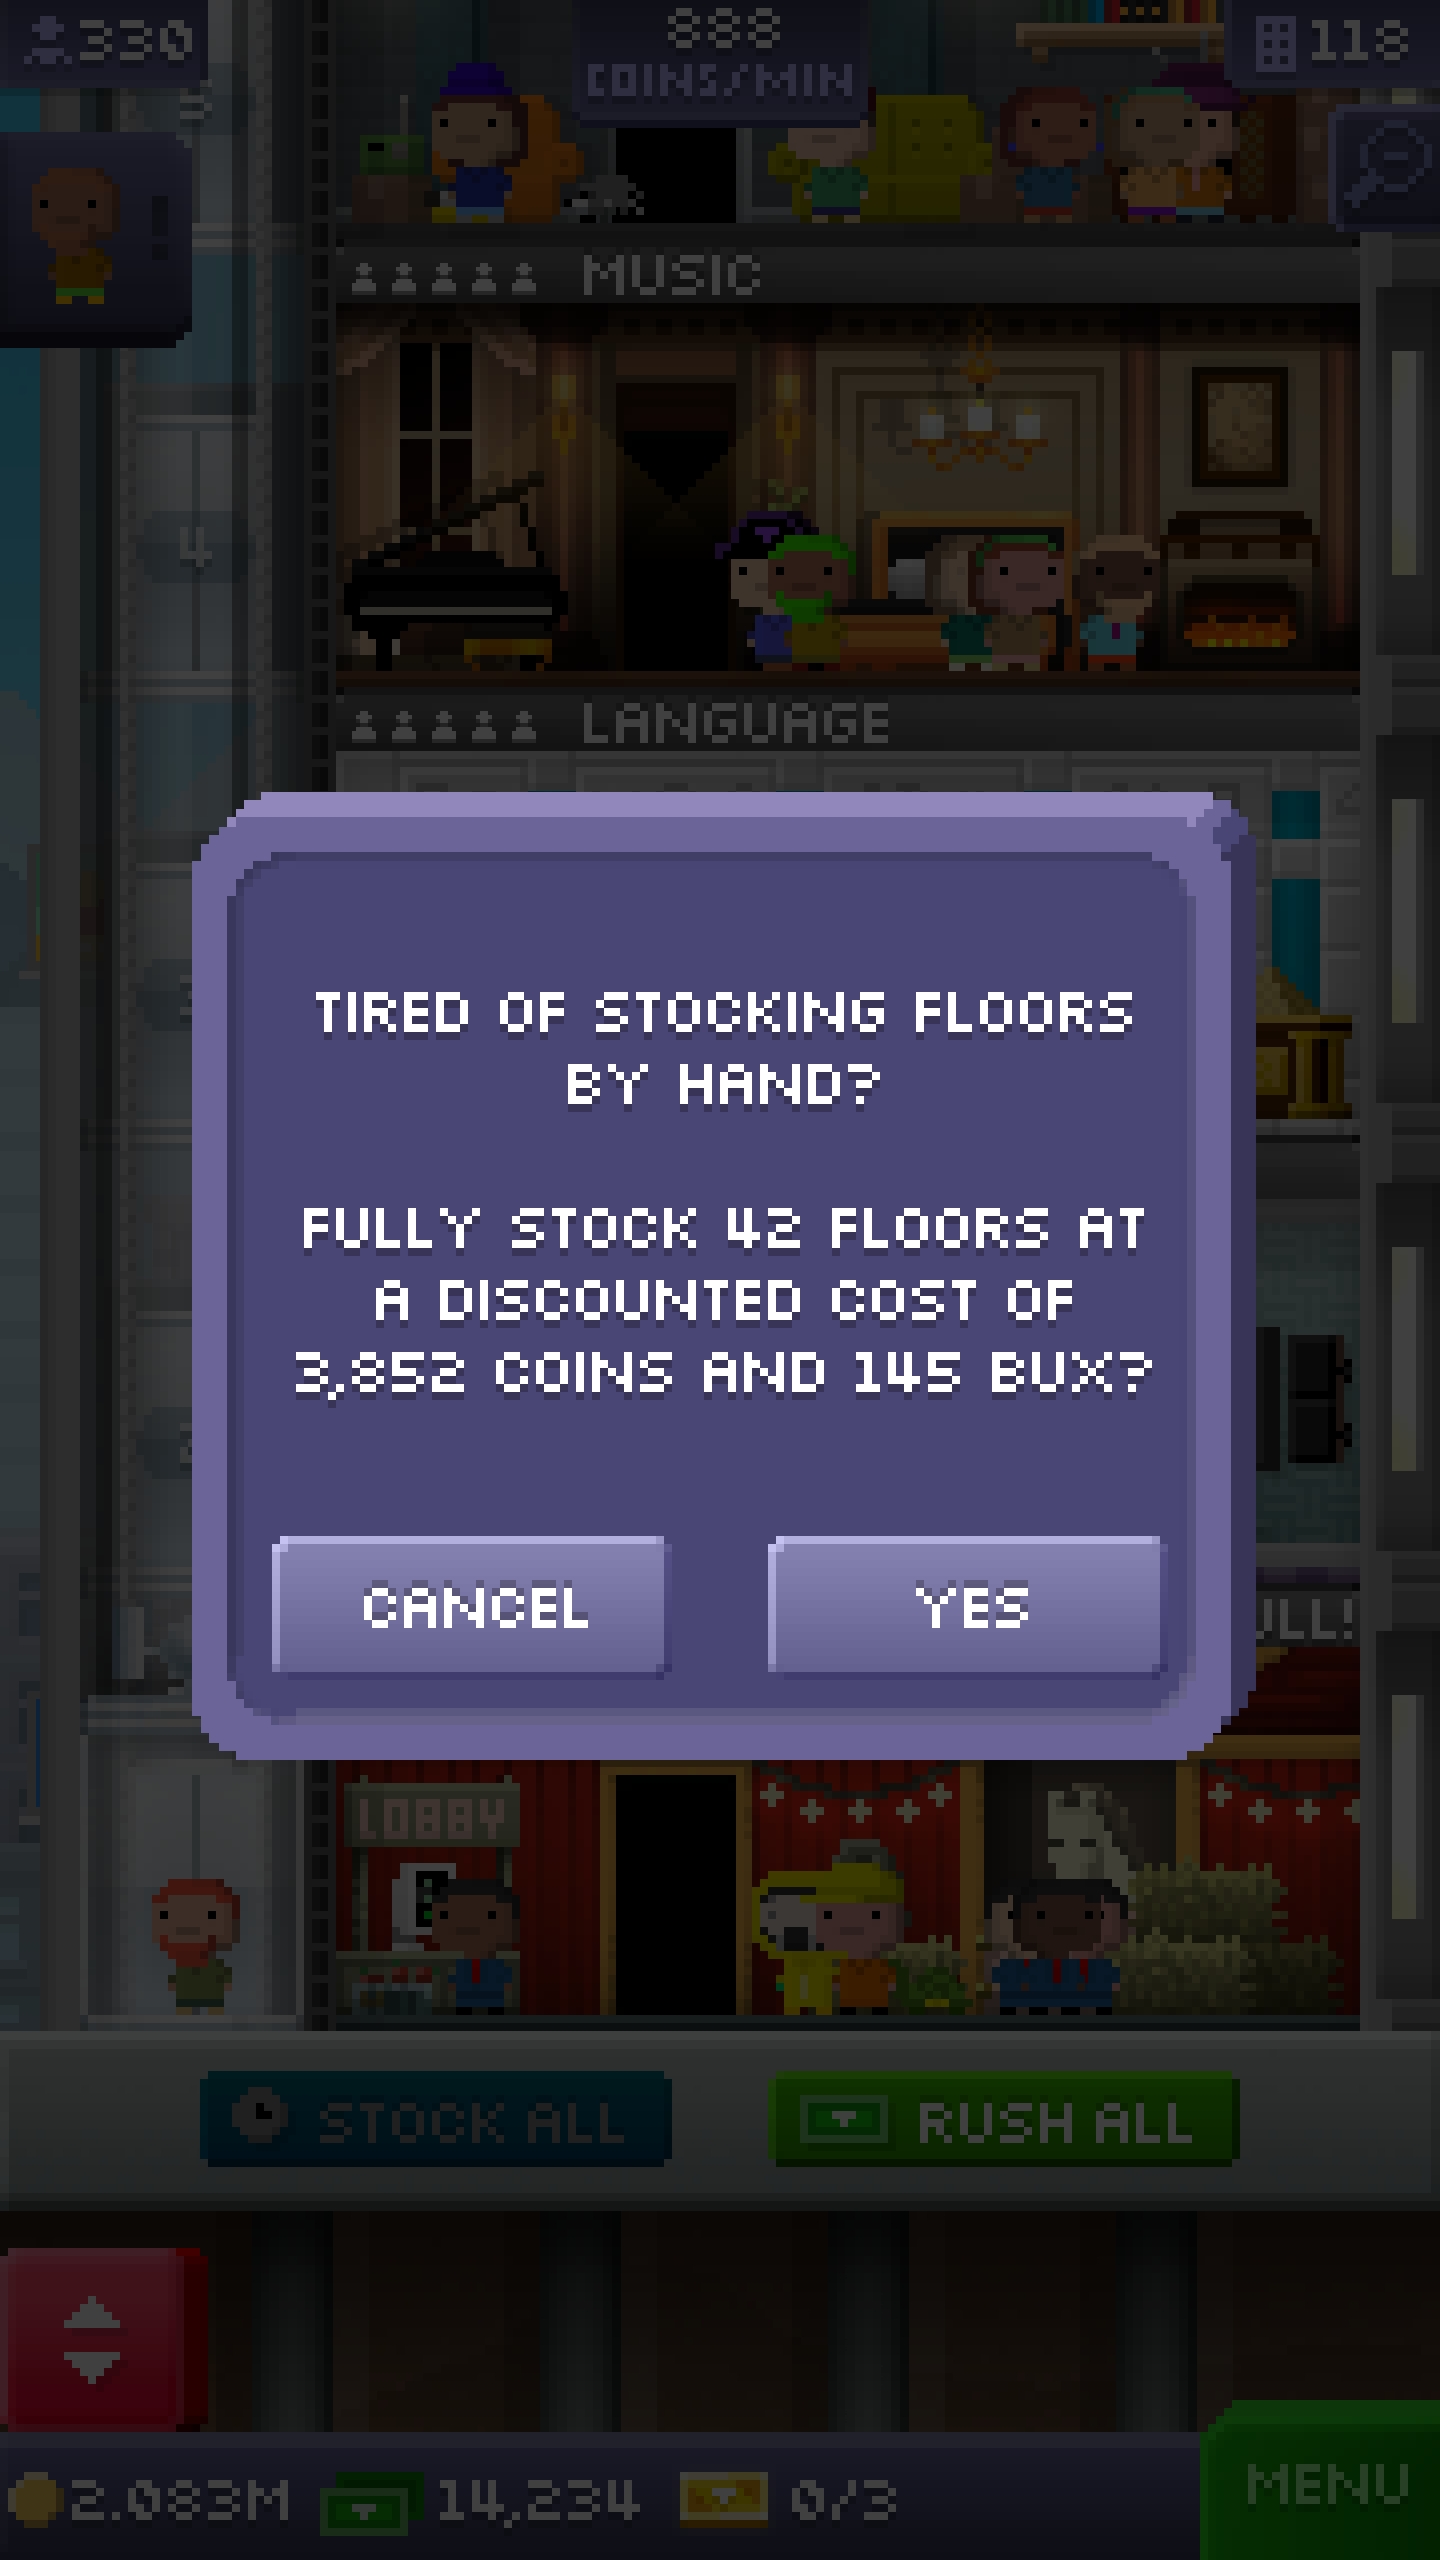 330
888
COINS/MIN
118
MUSIC
4
LANGUAGE
TIRED OF STOCKING FLOORS
BY HAND?
FULLY STOCK 42 FLOORS AT
A DISCOUNTED COST OF
3,852 COINS AND 145 BUX?
CANCEL
YES
LOBBY
STOCK ALL
RUSH ALL
2.083M
14,234
0/3
MENU